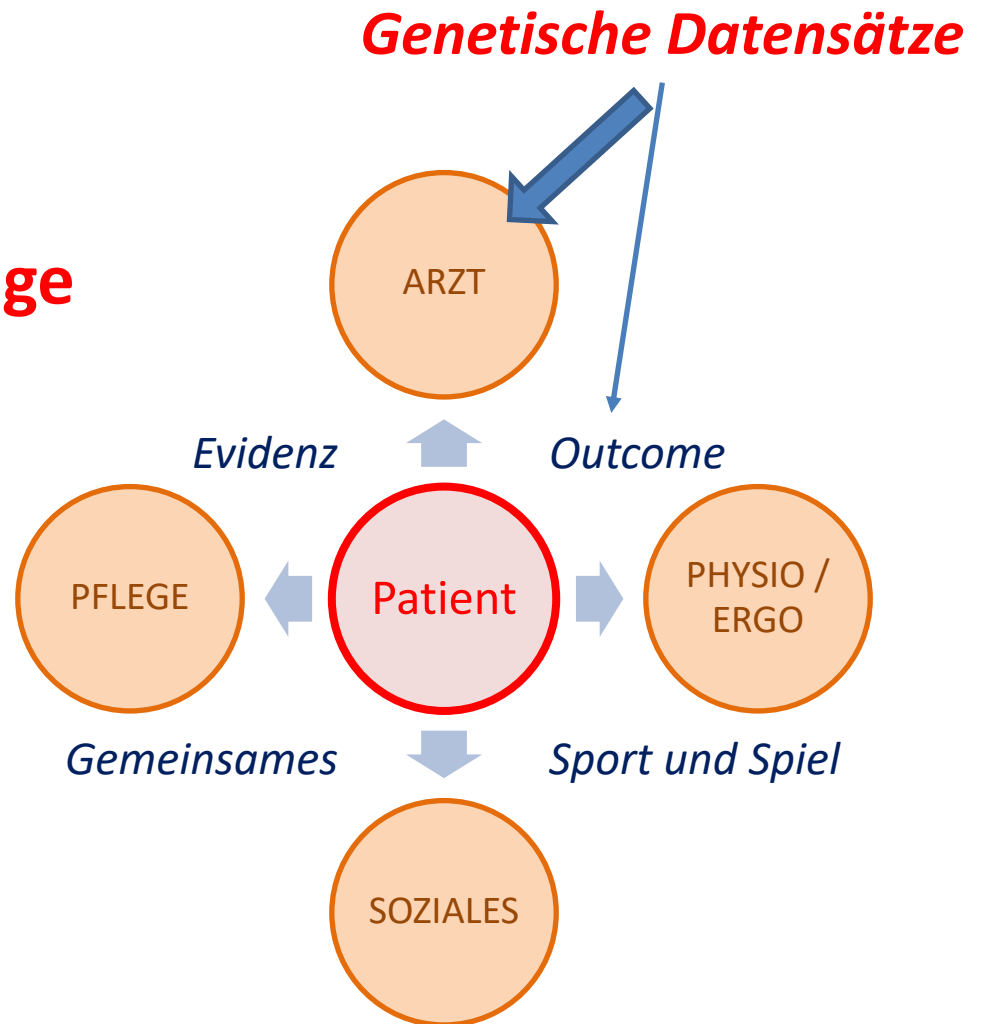 Genetische Datensätze
ge
ARZT
Evidenz
Outcome
PFLEGE
Patient
PHYSIO /
ERGO
Gemeinsames
Sport und Spiel
SOZIALES